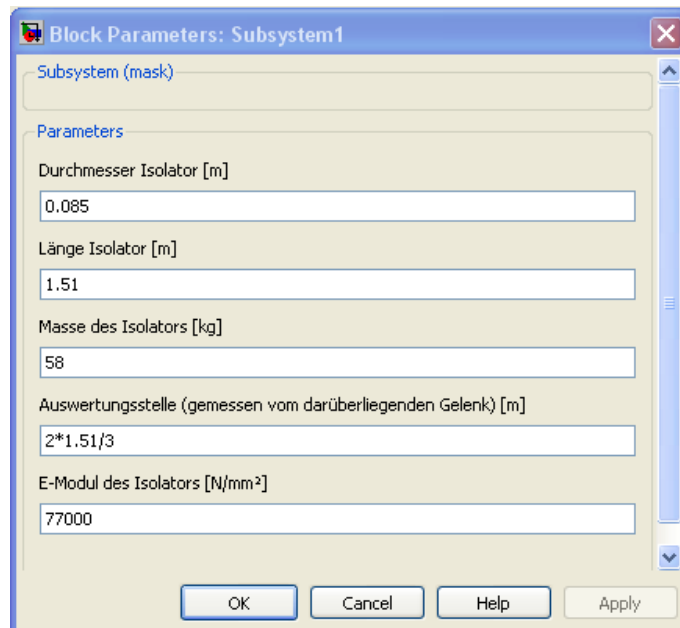 Block Parameters: Subsystem1
Subsystem (mask)
Parameters
Durchmesser Isolator [m]
0.085
Länge Isolator [m]
1.51
Masse des Isolators [kg]
58
Auswertungsstelle (gemessen vom darüberliegenden Gelenk) [m]
2*1.51/3
E-Modul des Isolators [N/mm²]
77000
OK Cancel Help Apply